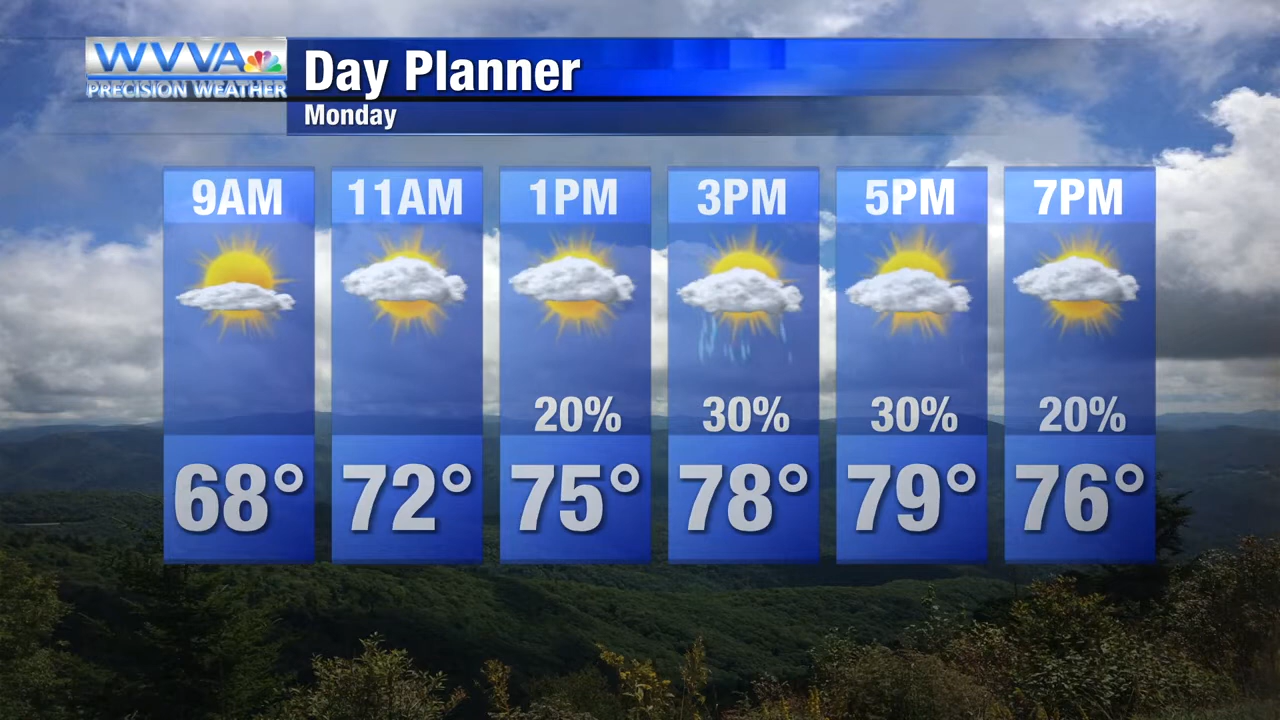 WVVA
PRECISION WEATHER
Day Planner
Monday
9AM 11AM 1PM 3PM 5PM 7PM
20% 30% 30% 20%
68° 72° 75° 78° 79° 76°